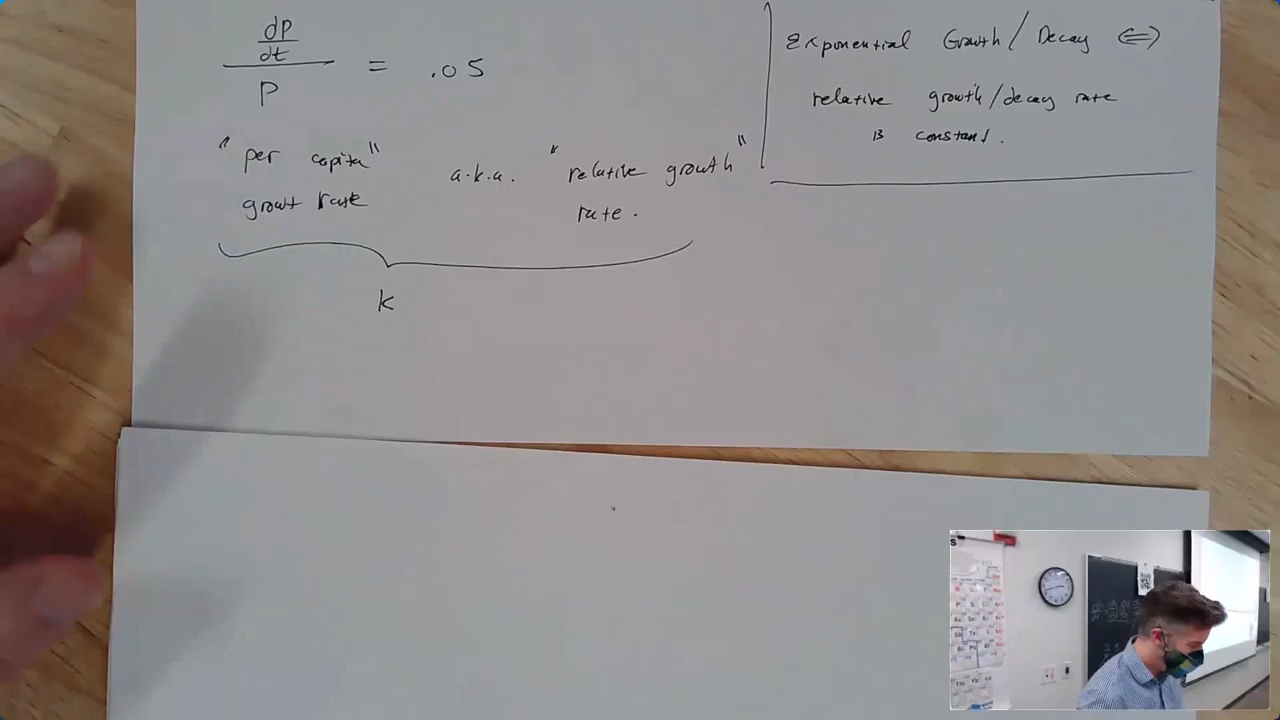 dP
dt
P
= .05
"per capita"
growt rate
a.k.a. "relative growth"
rate.
k
Exponential Growth/Decay ⟺
relative growth/decay rate
is constant.